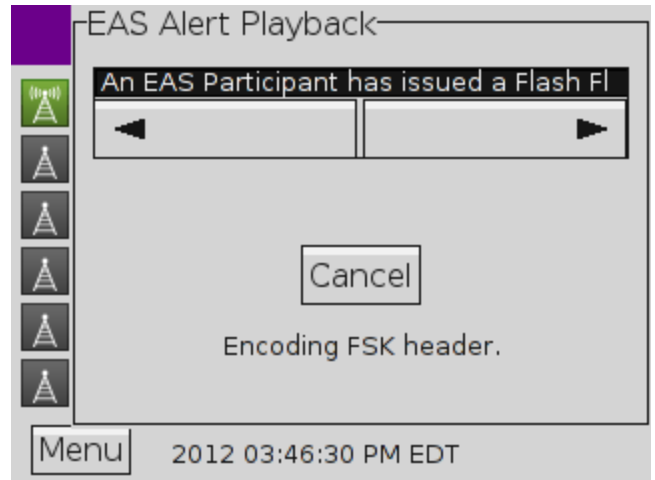 EAS Alert Playback
An EAS Participant has issued a Flash Fl
Cancel
Encoding FSK header.
Menu
2012 03:46:30 PM EDT